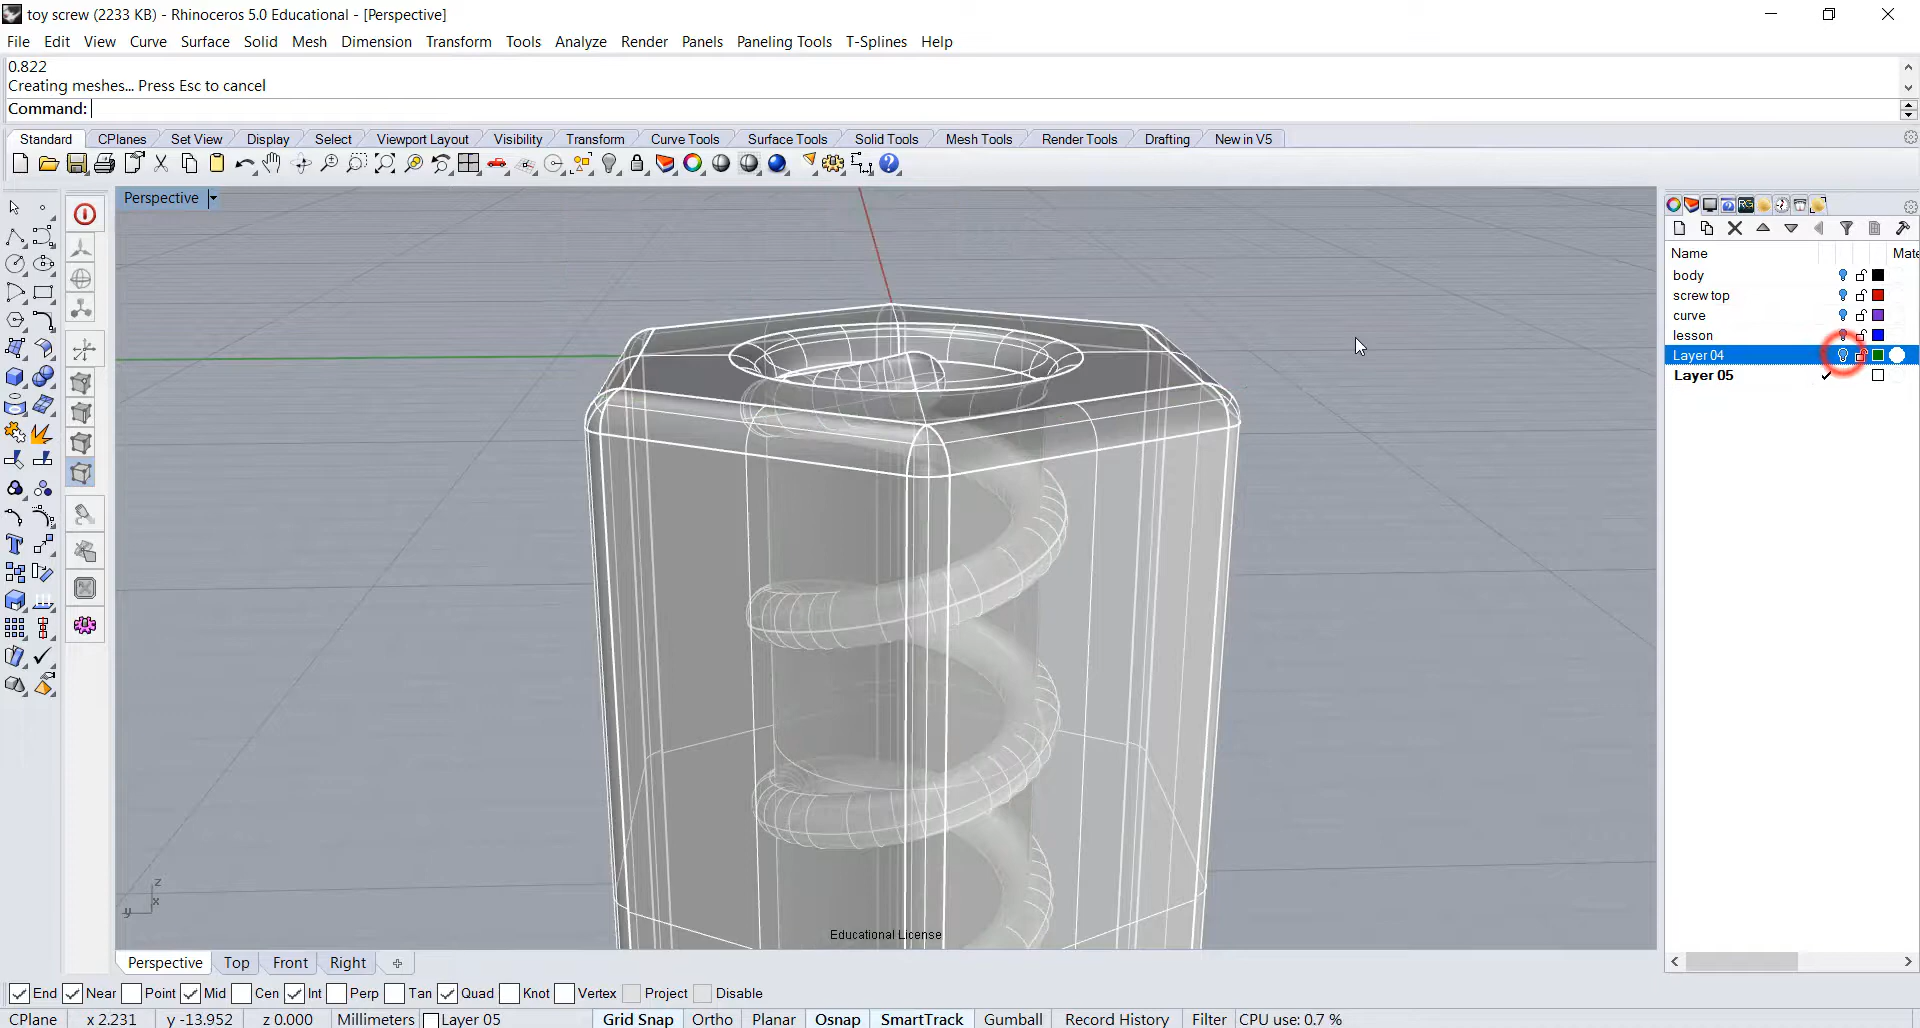 toy screw (2233 KB) - Rhinoceros 5.0 Educational - [Perspective]
File Edit View Curve Surface Solid Mesh Dimension Transform Tools Analyze Render Panels Paneling Tools T-Splines Help
0.822
Creating meshes... Press Esc to cancel
Command:
Standard CPlanes Set View Display Select Viewport Layout Visibility Transform Curve Tools Surface Tools Solid Tools Mesh Tools Render Tools Drafting New in V5
Perspective
Name Mate
body
screw top
curve
lesson
Layer 04
Layer 05
z
x
y
Educational License
Perspective Top Front Right
End Near Point Mid Cen Int Perp Tan Quad Knot Vertex Project Disable
CPlane x 2.231 y -13.952 z 0.000 Millimeters Layer 05 Grid Snap Ortho Planar Osnap SmartTrack Gumball Record History Filter CPU use: 0.7 %